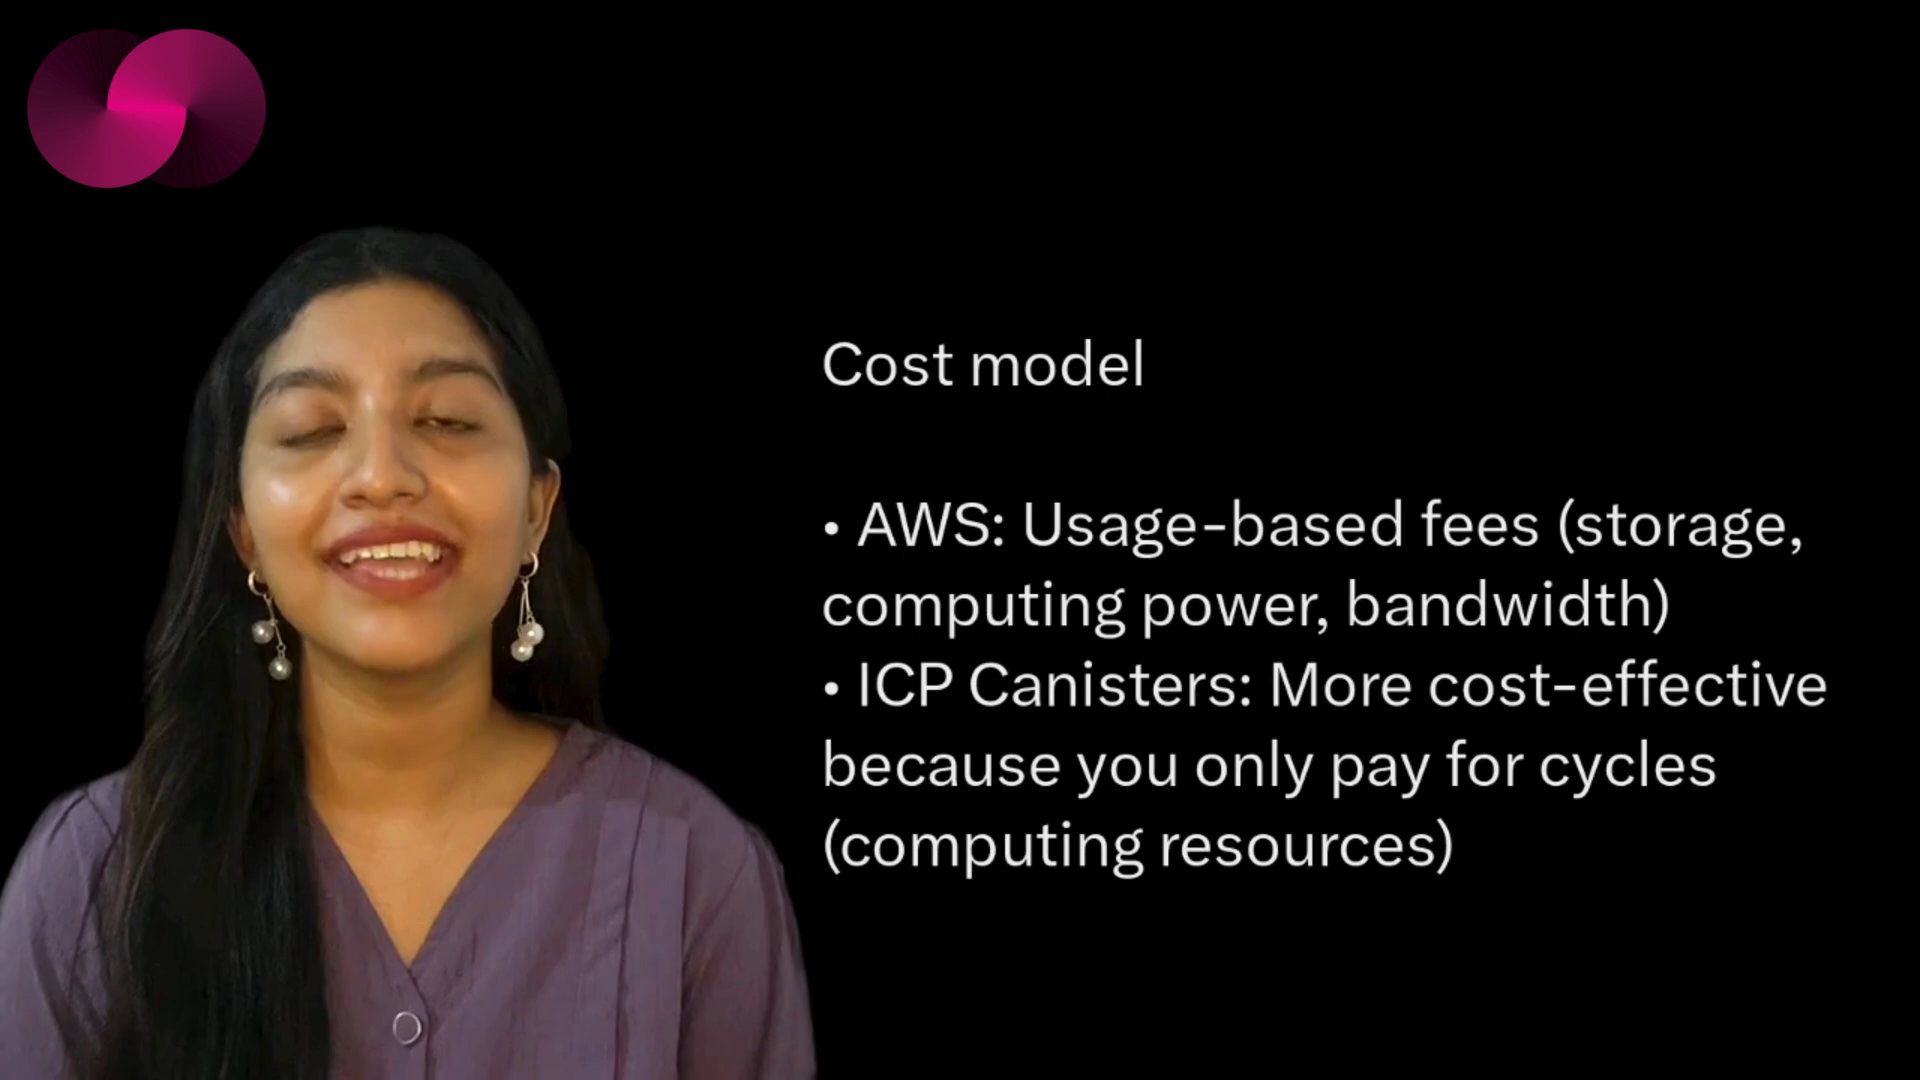 Cost model
• AWS: Usage-based fees (storage,
computing power, bandwidth)
• ICP Canisters: More cost-effective
because you only pay for cycles
(computing resources)